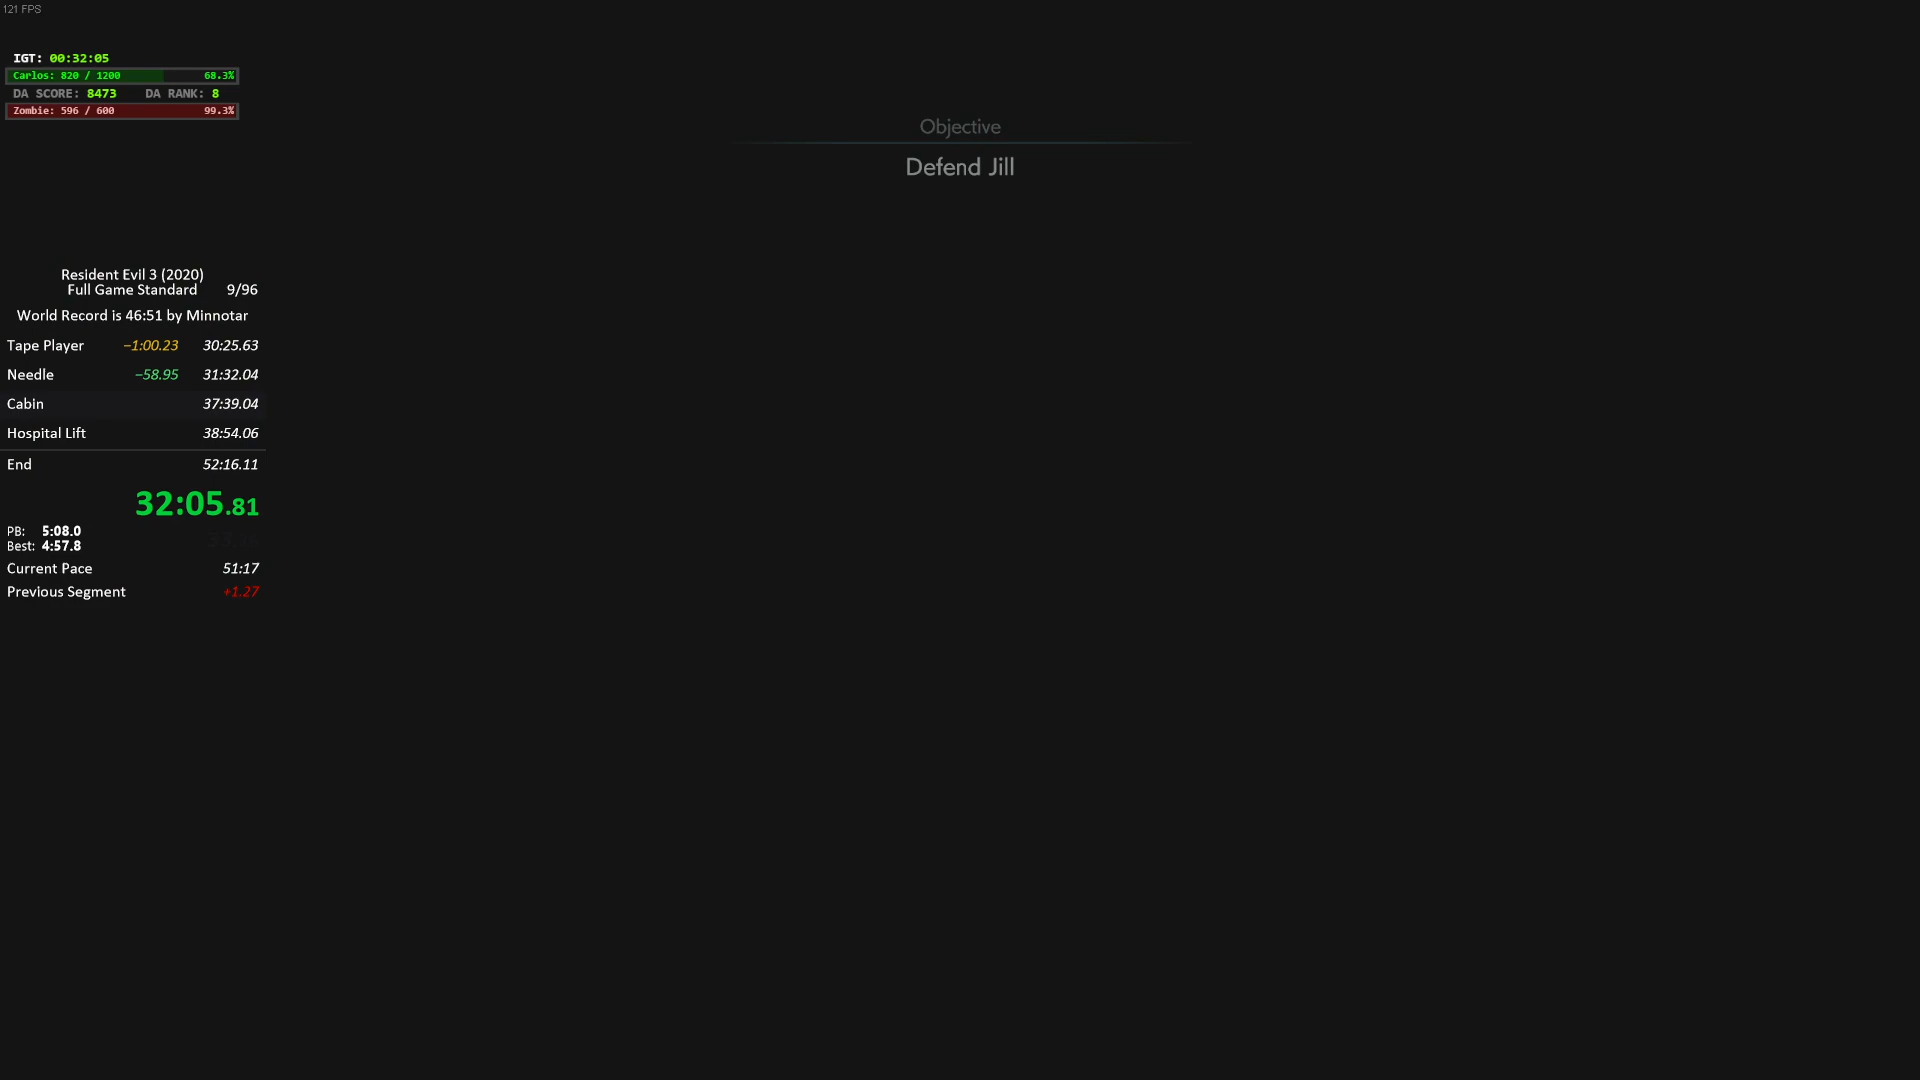 121 FPS
IGT: 00:32:05
Carlos: 820 / 1200 68.3%
DA SCORE: 8473 DA RANK: 8
Zombie: 596 / 600 99.3%
Objective
Defend Jill
Resident Evil 3 (2020)
Full Game Standard 9/96
World Record is 46:51 by Minnotar
Tape Player −1:00.23 30:25.63
Needle −58.95 31:32.04
Cabin 37:39.04
Hospital Lift 38:54.06
End 52:16.11
32:05.81
PB: 5:08.0
Best: 4:57.8
Current Pace 51:17
Previous Segment +1.27